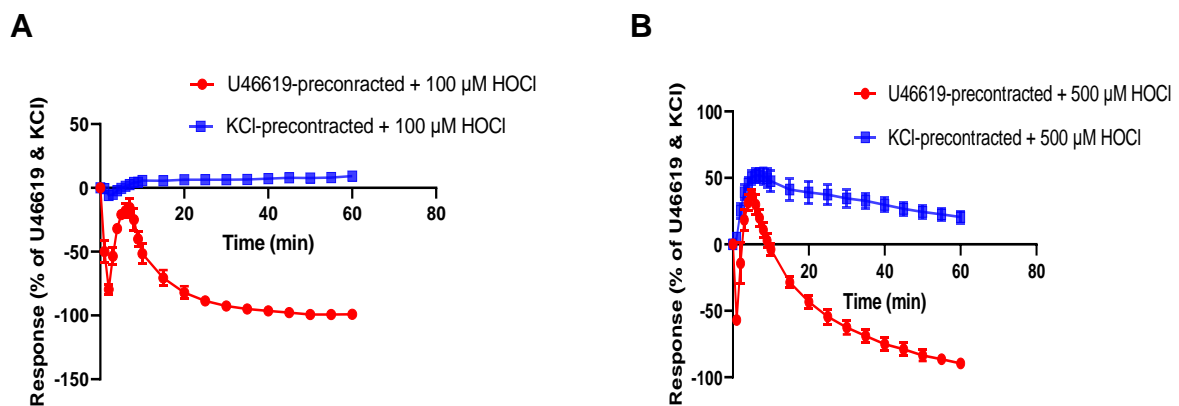 A
U46619-preconracted + 100 µM HOCl
KCl-precontracted + 100 µM HOCl
Response (% of U46619 & KCl)
50
0
-50
-100
-150
20
40
60
80
Time (min)
B
U46619-precontracted + 500 µM HOCl
KCl-precontracted + 500 µM HOCl
Response (% of U46619 & KCl)
100
50
0
-50
-100
20
40
60
80
Time (min)